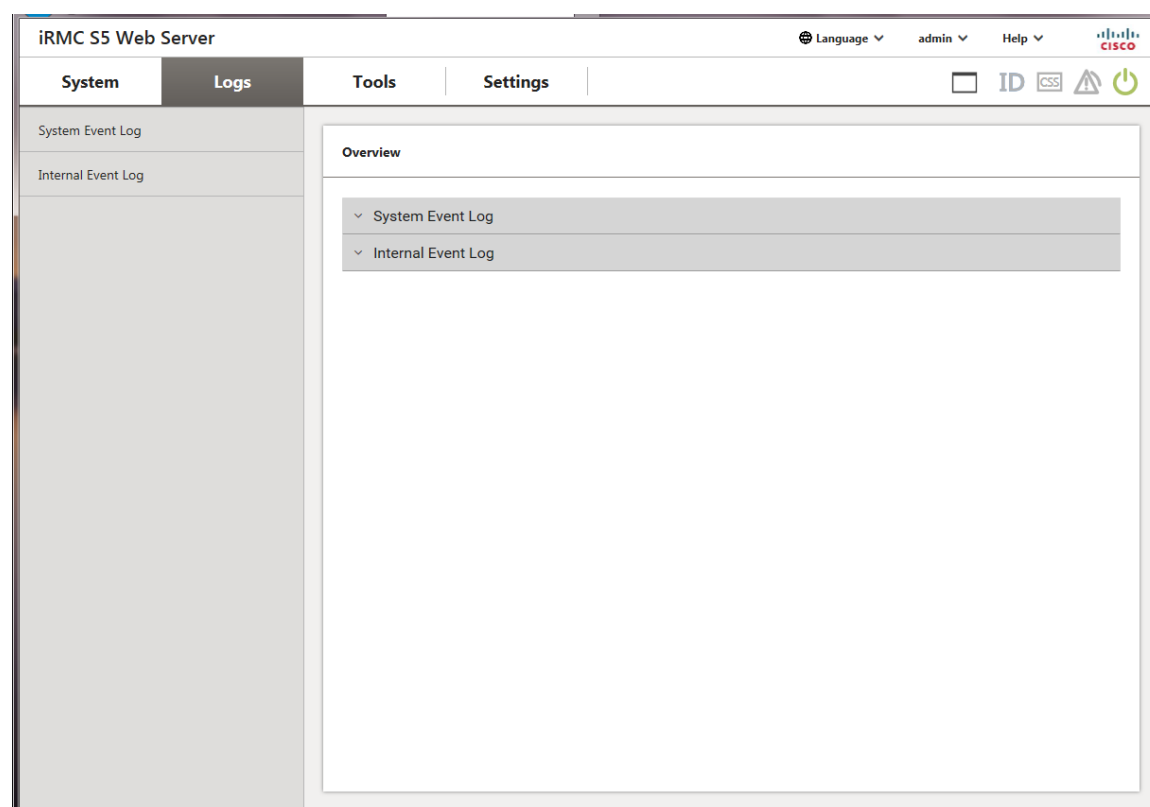 iRMC S5 Web Server
Language admin Help CISCO
System Logs Tools Settings ID CSS
System Event Log
Internal Event Log
Overview
System Event Log
Internal Event Log